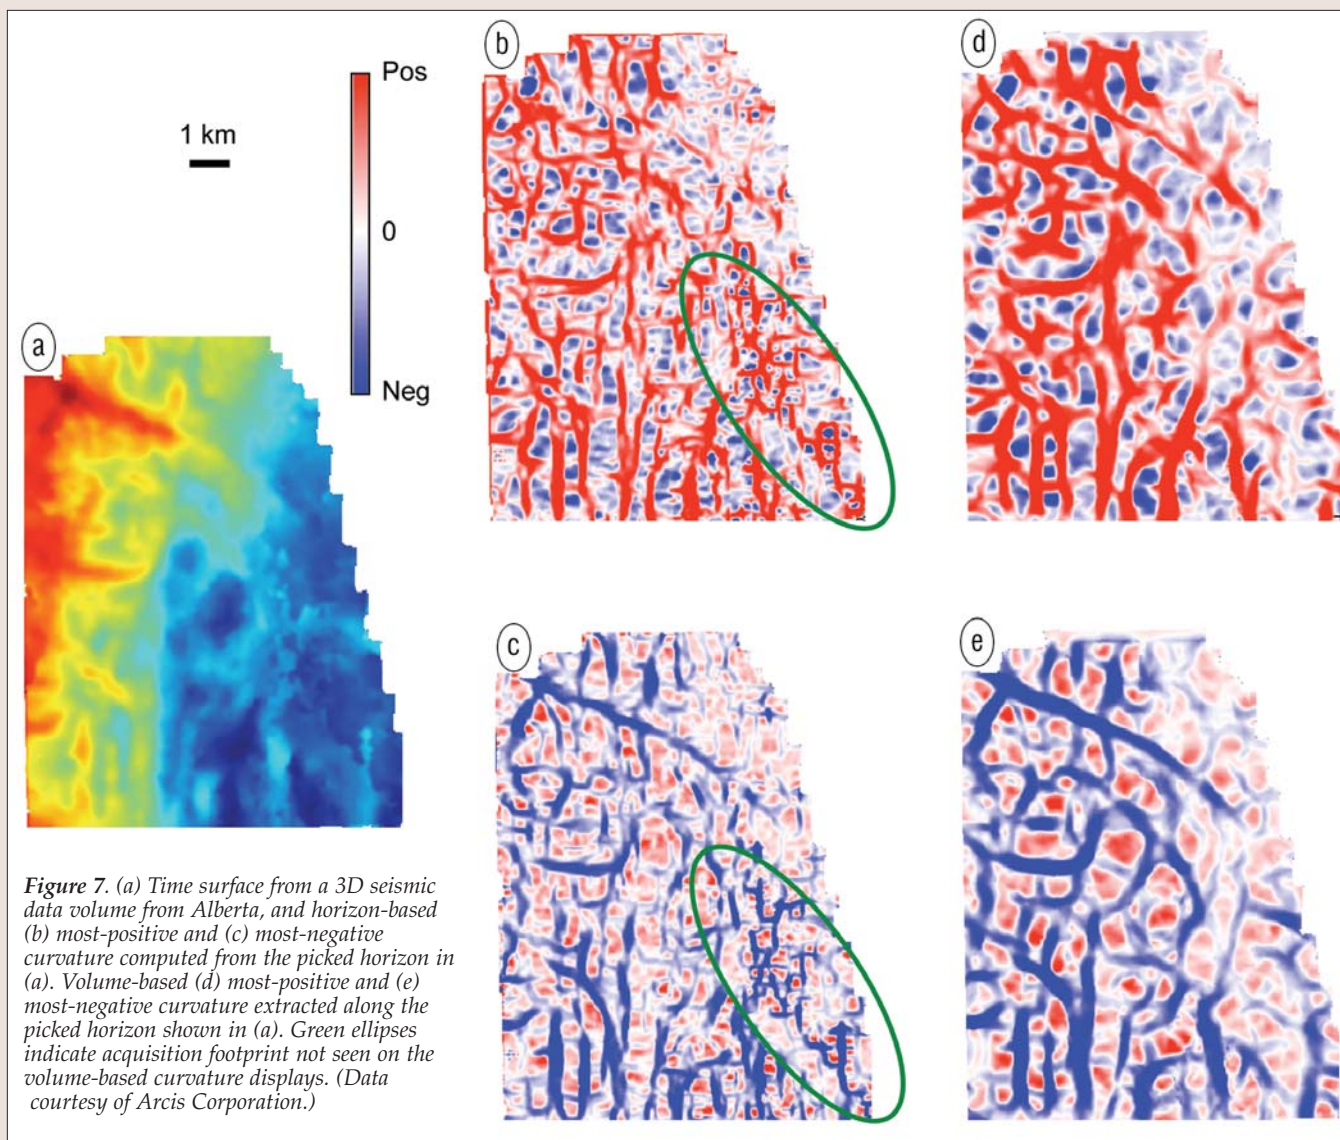 b
d
Pos
1 km
0
a
Neg
c
e
Figure 7. (a) Time surface from a 3D seismic
data volume from Alberta, and horizon-based
(b) most-positive and (c) most-negative
curvature computed from the picked horizon in
(a). Volume-based (d) most-positive and (e)
most-negative curvature extracted along the
picked horizon shown in (a). Green ellipses
indicate acquisition footprint not seen on the
volume-based curvature displays. (Data
courtesy of Arcis Corporation.)